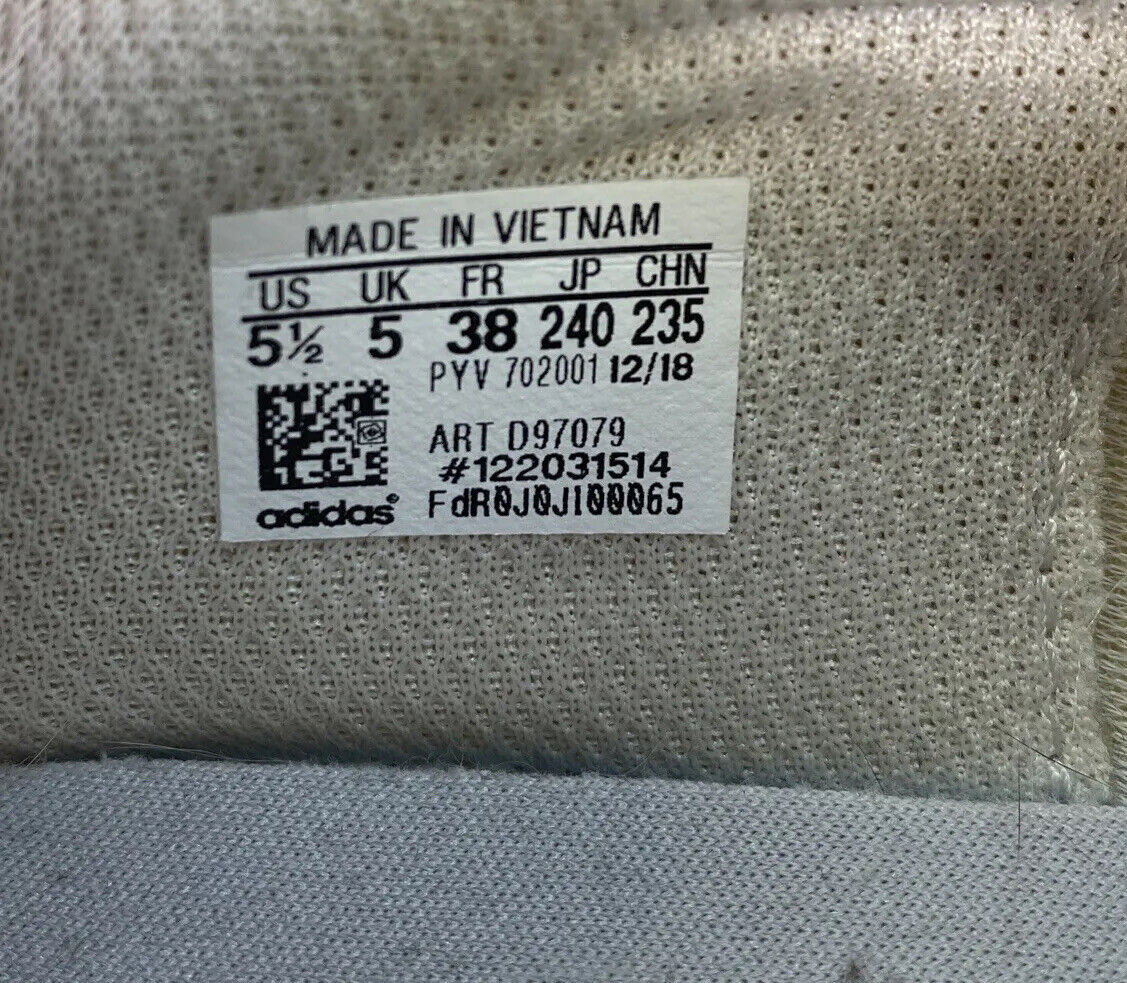 MADE IN VIETNAM
US UK FR JP CHN
5½ 5 38 240 235
PYV 702001 12/18
ART D97079
#122031514
adidas® FdR0J0J100065